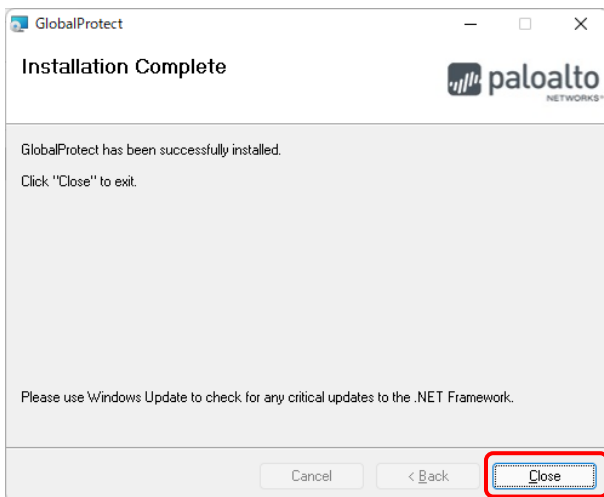 GlobalProtect
Installation Complete
paloalto
NETWORKS
GlobalProtect has been successfully installed.
Click "Close" to exit.
Please use Windows Update to check for any critical updates to the .NET Framework.
Cancel
< Back
Close